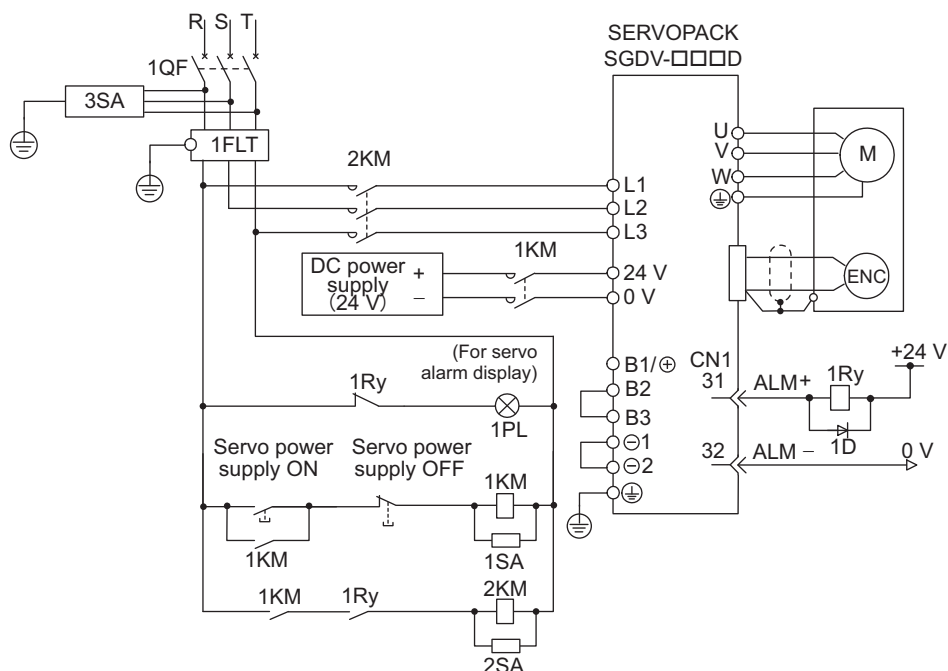 R S T
1QF
3SA
1FLT
2KM
SERVOPACK
SGDV-□□□D
U
V
W
M
L1
L2
L3
1KM
DC power
supply
(24 V)
+
−
24 V
0 V
ENC
(For servo
alarm display)
1Ry
1PL
B1/⊕
B2
B3
⊖1
⊖2
CN1
31
ALM+
1Ry
+24 V
1D
32
ALM −
0 V
Servo power
supply ON
Servo power
supply OFF
1KM
1KM
1SA
1KM
1Ry
2KM
2SA